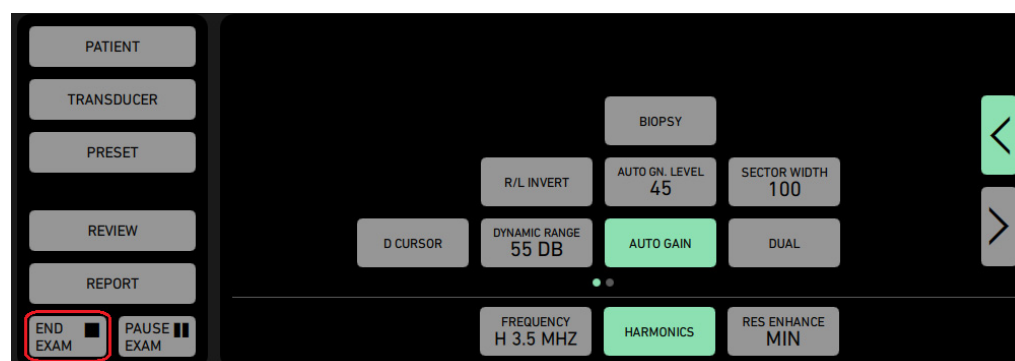 PATIENT
TRANSDUCER
PRESET
REVIEW
REPORT
END
EXAM
PAUSE
EXAM
BIOPSY
R/L INVERT
AUTO GN. LEVEL
45
SECTOR WIDTH
100
D CURSOR
DYNAMIC RANGE
55 DB
AUTO GAIN
DUAL
FREQUENCY
H 3.5 MHZ
HARMONICS
RES ENHANCE
MIN